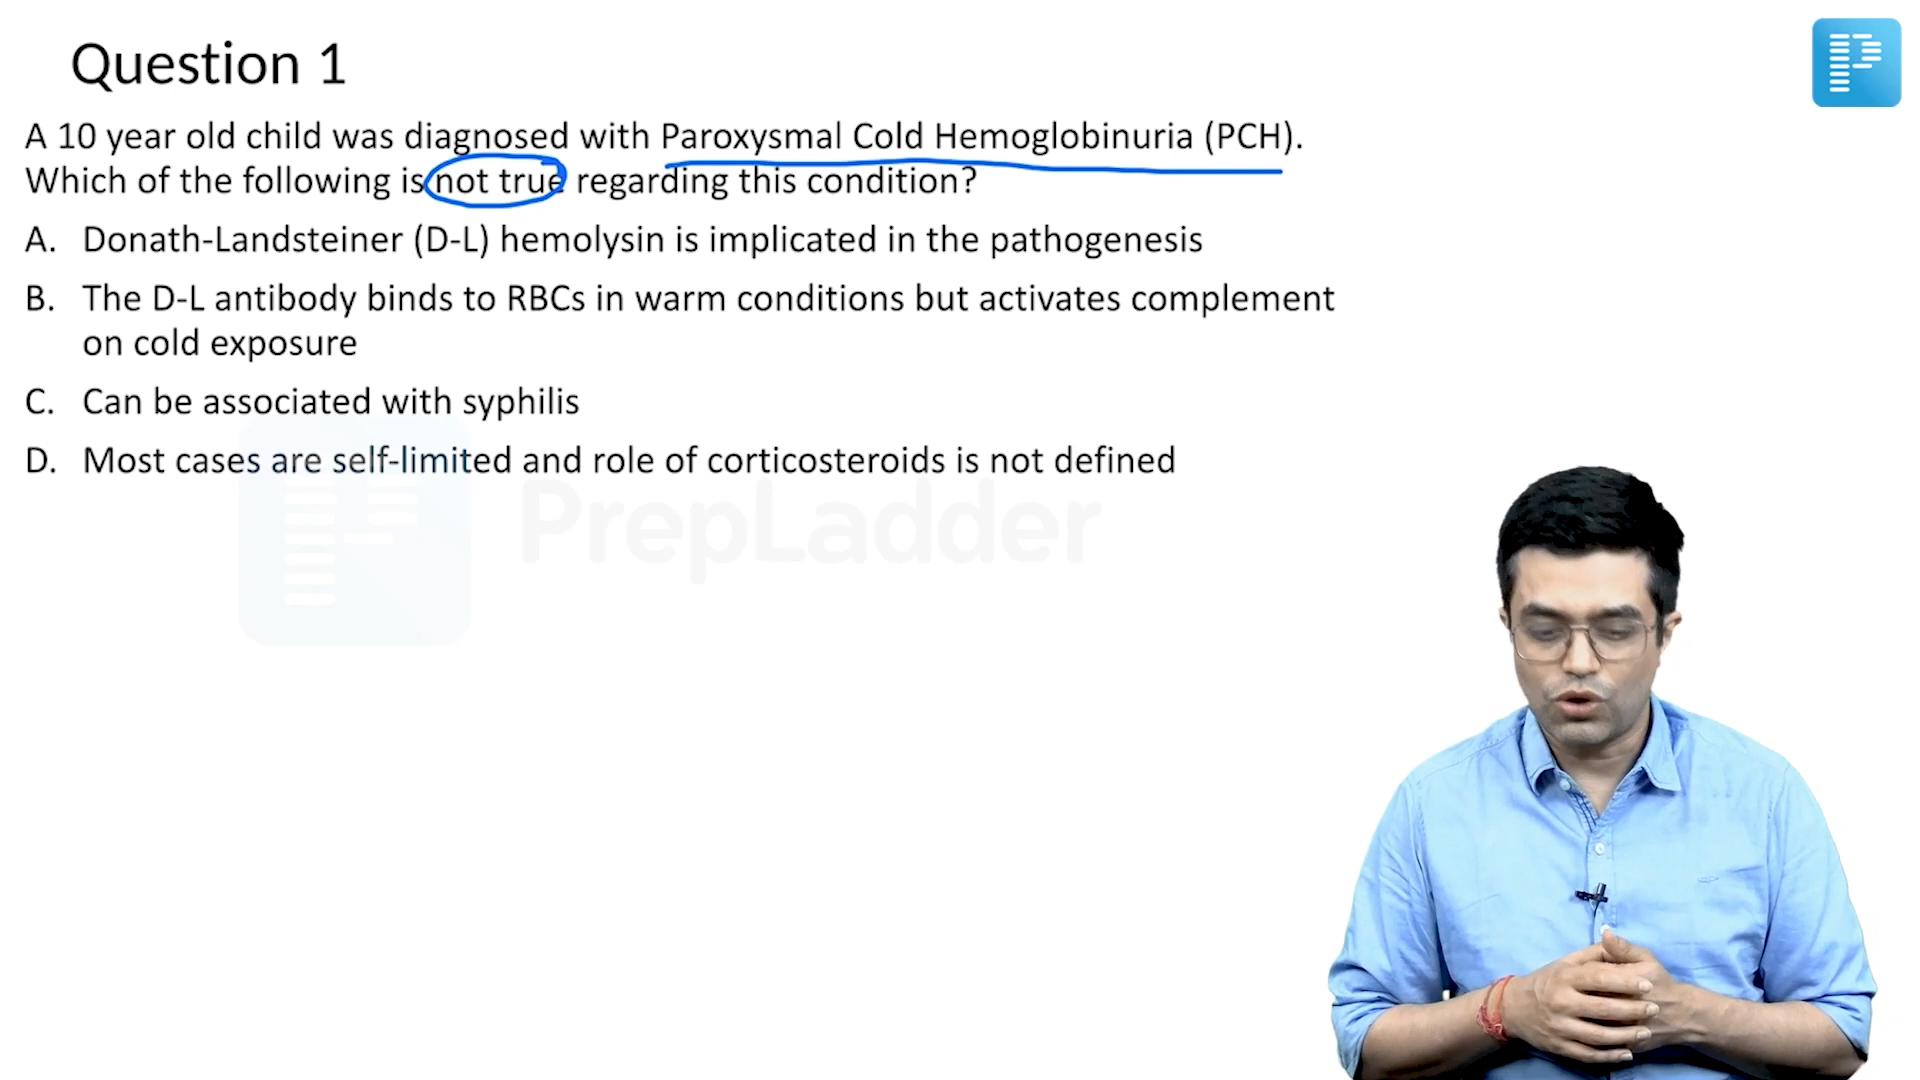 Question 1
A 10 year old child was diagnosed with Paroxysmal Cold Hemoglobinuria (PCH).
Which of the following is not true regarding this condition?
A. Donath-Landsteiner (D-L) hemolysin is implicated in the pathogenesis
B. The D-L antibody binds to RBCs in warm conditions but activates complement
on cold exposure
C. Can be associated with syphilis
D. Most cases are self-limited and role of corticosteroids is not defined
PrepLadder